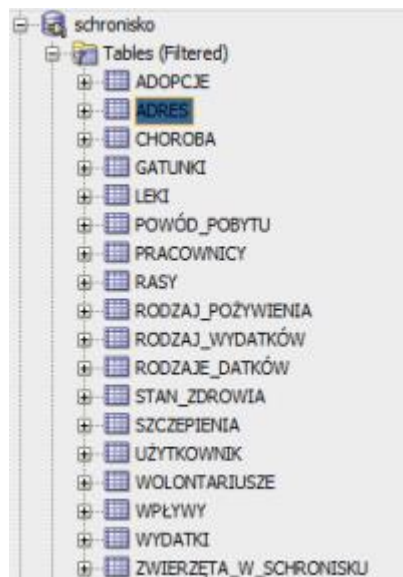 schronisko
Tables (Filtered)
ADOPCJE
ADRES
CHOROBA
GATUNKI
LEKI
POWÓD_POBYTU
PRACOWNICY
RASY
RODZAJ_POŻYWIENIA
RODZAJ_WYDATKÓW
RODZAJE_DATKÓW
STAN_ZDROWIA
SZCZEPIENIA
UŻYTKOWNIK
WOLONTARIUSZE
WPŁYWY
WYDATKI
ZWIERZĘTA_W_SCHRONISKU